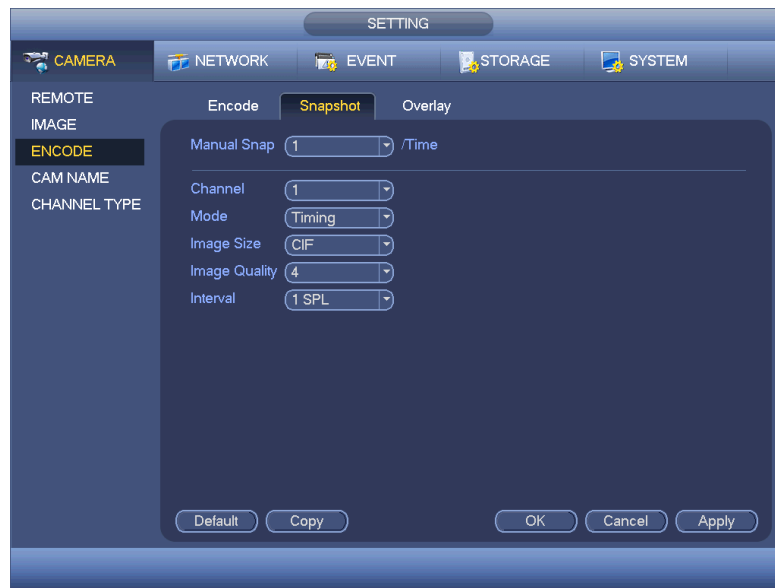 SETTING
CAMERA NETWORK EVENT STORAGE SYSTEM
REMOTE
IMAGE
ENCODE
CAM NAME
CHANNEL TYPE
Encode Snapshot Overlay
Manual Snap 1 /Time
Channel 1
Mode Timing
Image Size CIF
Image Quality 4
Interval 1 SPL
Default Copy OK Cancel Apply